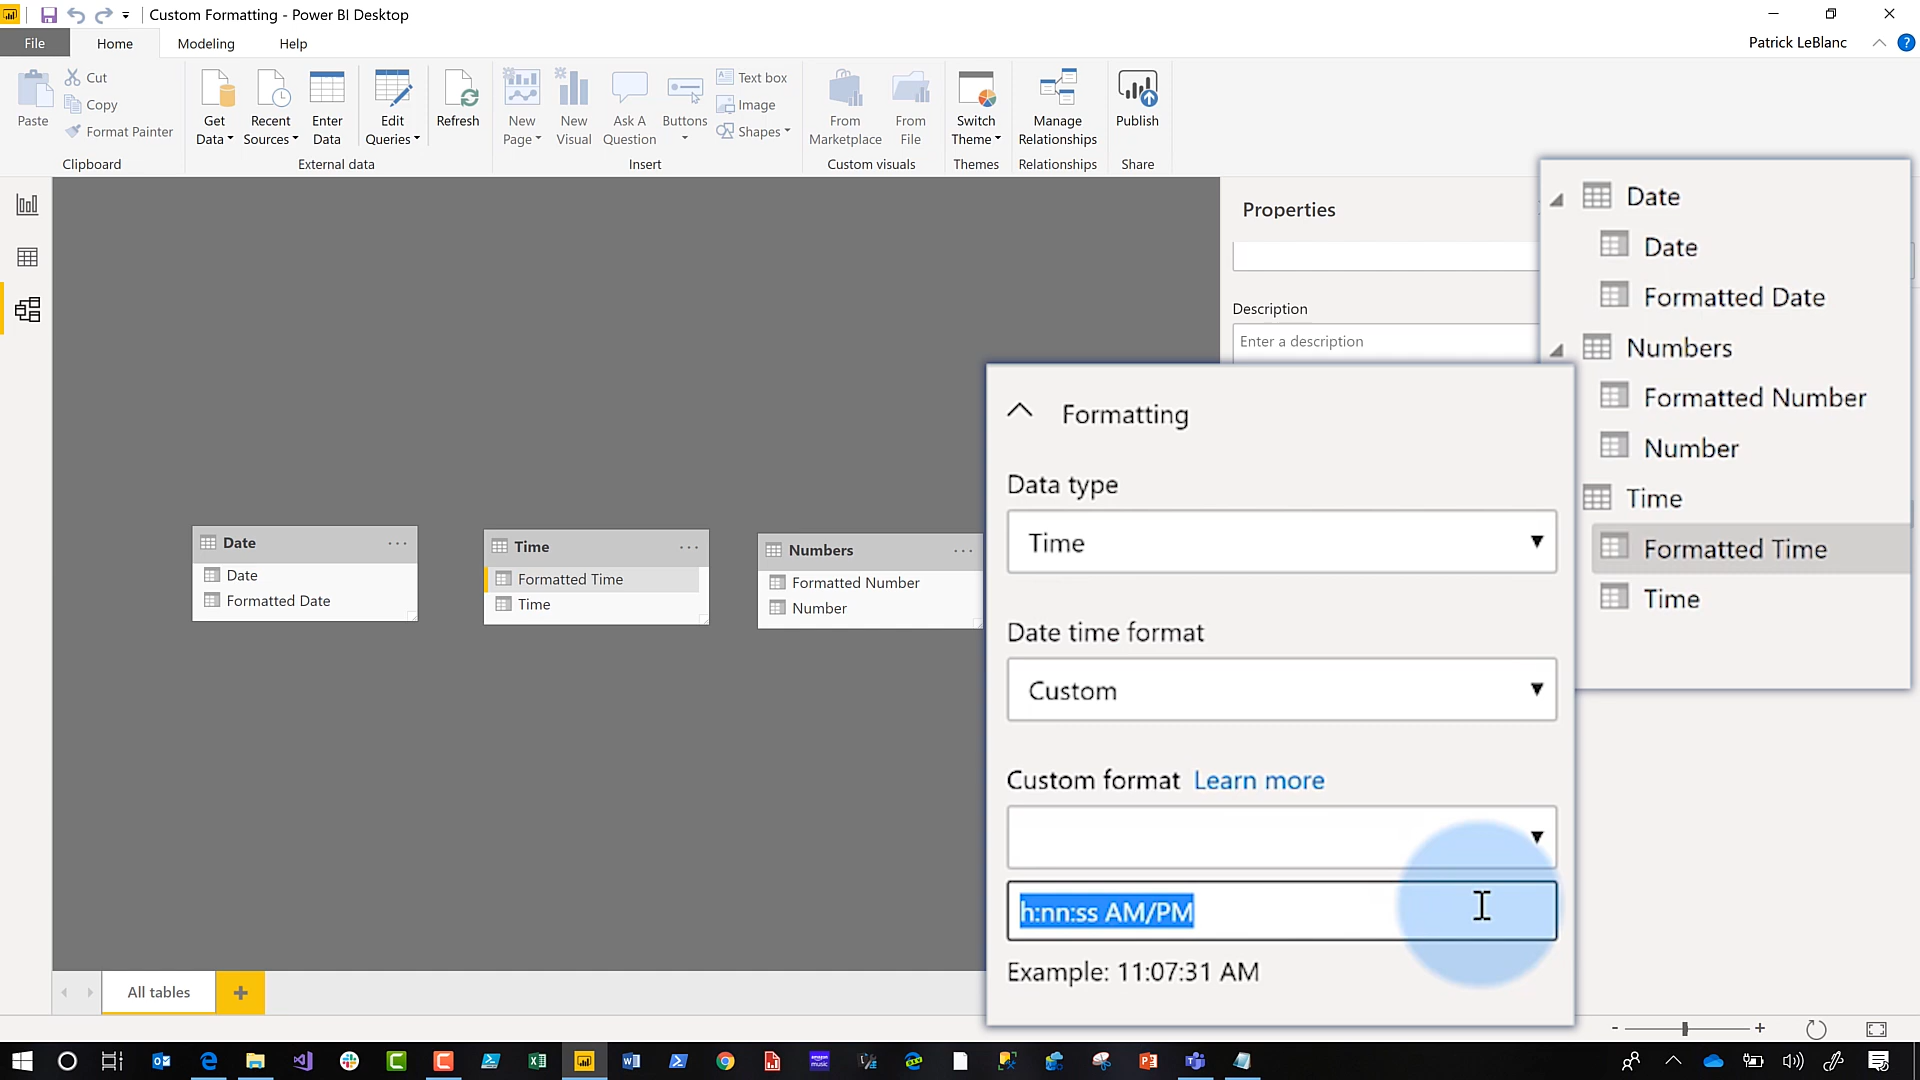 Custom Formatting - Power BI Desktop
File
Home
Modeling
Help
Patrick LeBlanc
?
Paste
Cut
Copy
Format Painter
Clipboard
Get Data
Recent Sources
Enter Data
Edit Queries
External data
Refresh
New Page
New Visual
Ask A Question
Buttons
Text box
Image
Shapes
Insert
From Marketplace
From File
Custom visuals
Switch Theme
Themes
Manage Relationships
Relationships
Publish
Share
Properties
Description
Enter a description
Date
Date
Formatted Date
Numbers
Formatted Number
Number
Time
Formatted Time
Time
Date
Date
Formatted Date
Time
Formatted Time
Time
Numbers
Formatted Number
Number
Formatting
Data type
Time
Date time format
Custom
Custom format Learn more
h:nn:ss AM/PM
Example: 11:07:31 AM
All tables